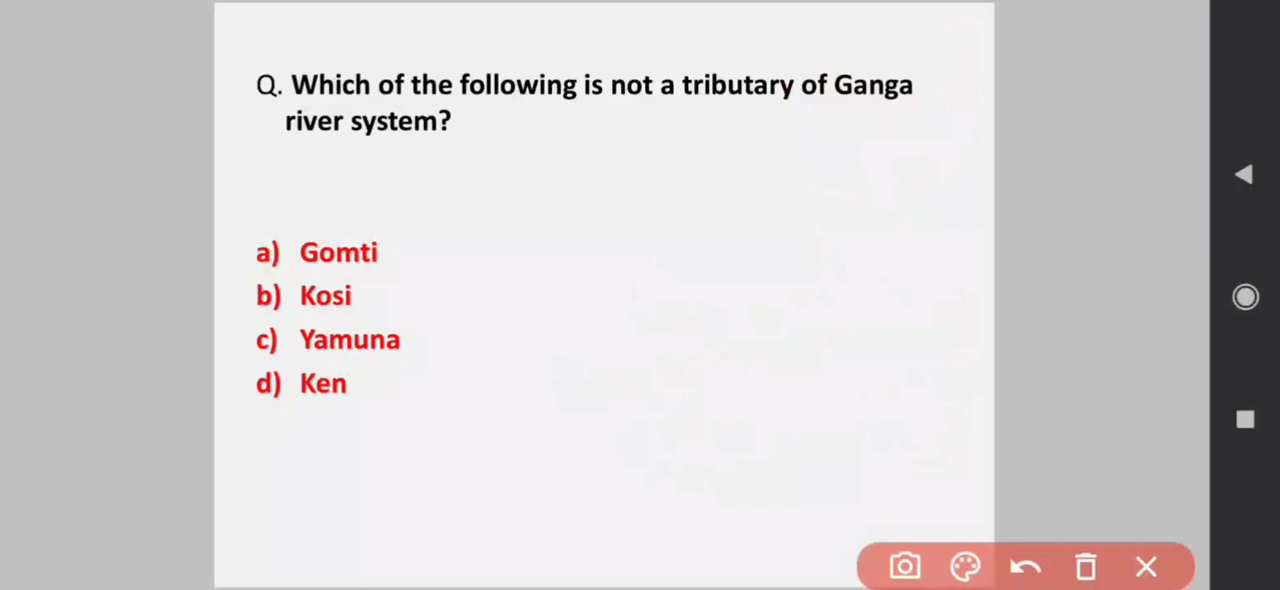 Q. Which of the following is not a tributary of Ganga
river system?
a) Gomti
b) Kosi
c) Yamuna
d) Ken